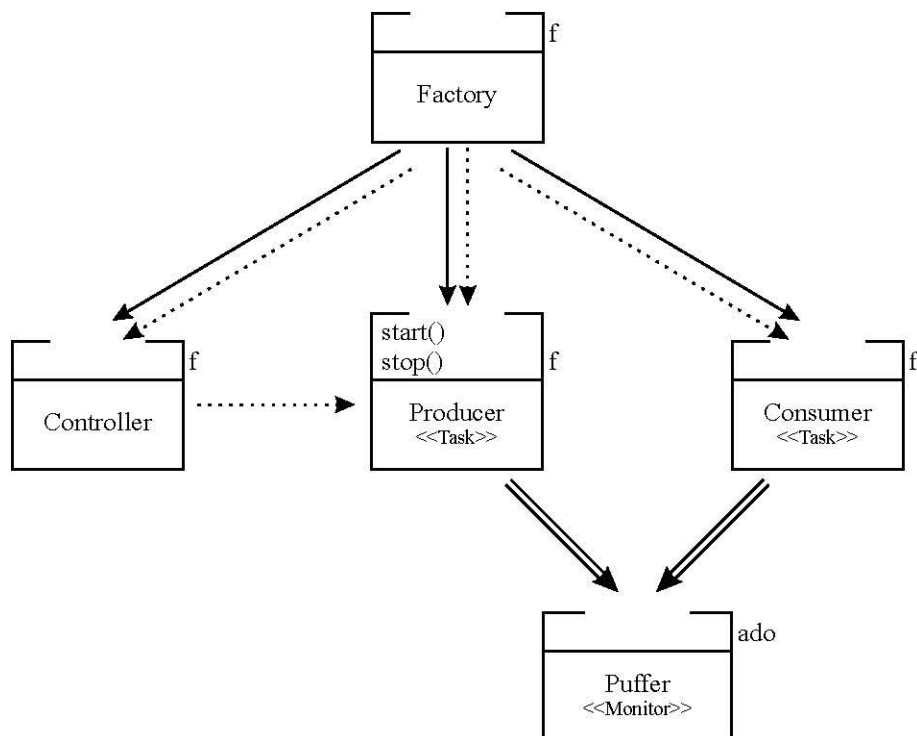 f
Factory
start()
stop()
f
f
f
Controller
Producer
<<Task>>
Consumer
<<Task>>
ado
Puffer
<<Monitor>>